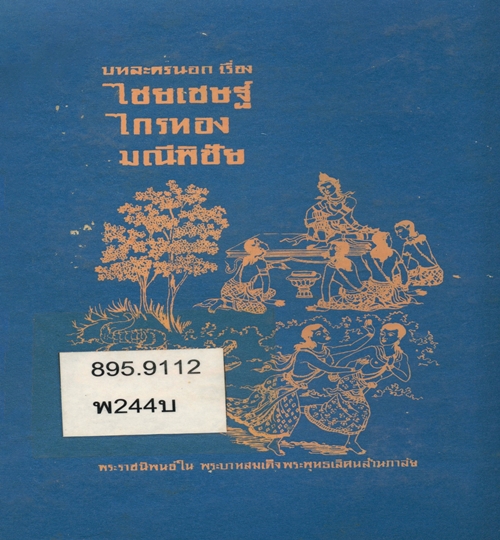 บทละครนอก เรื่อง
ไชยเชษฐ์
ไกรทอง
มณีพิชัย
895.9112
พ244บ
พระราชนิพนธ์ใน พระบาทสมเด็จพระพุทธเลิศหล้านภาลัย